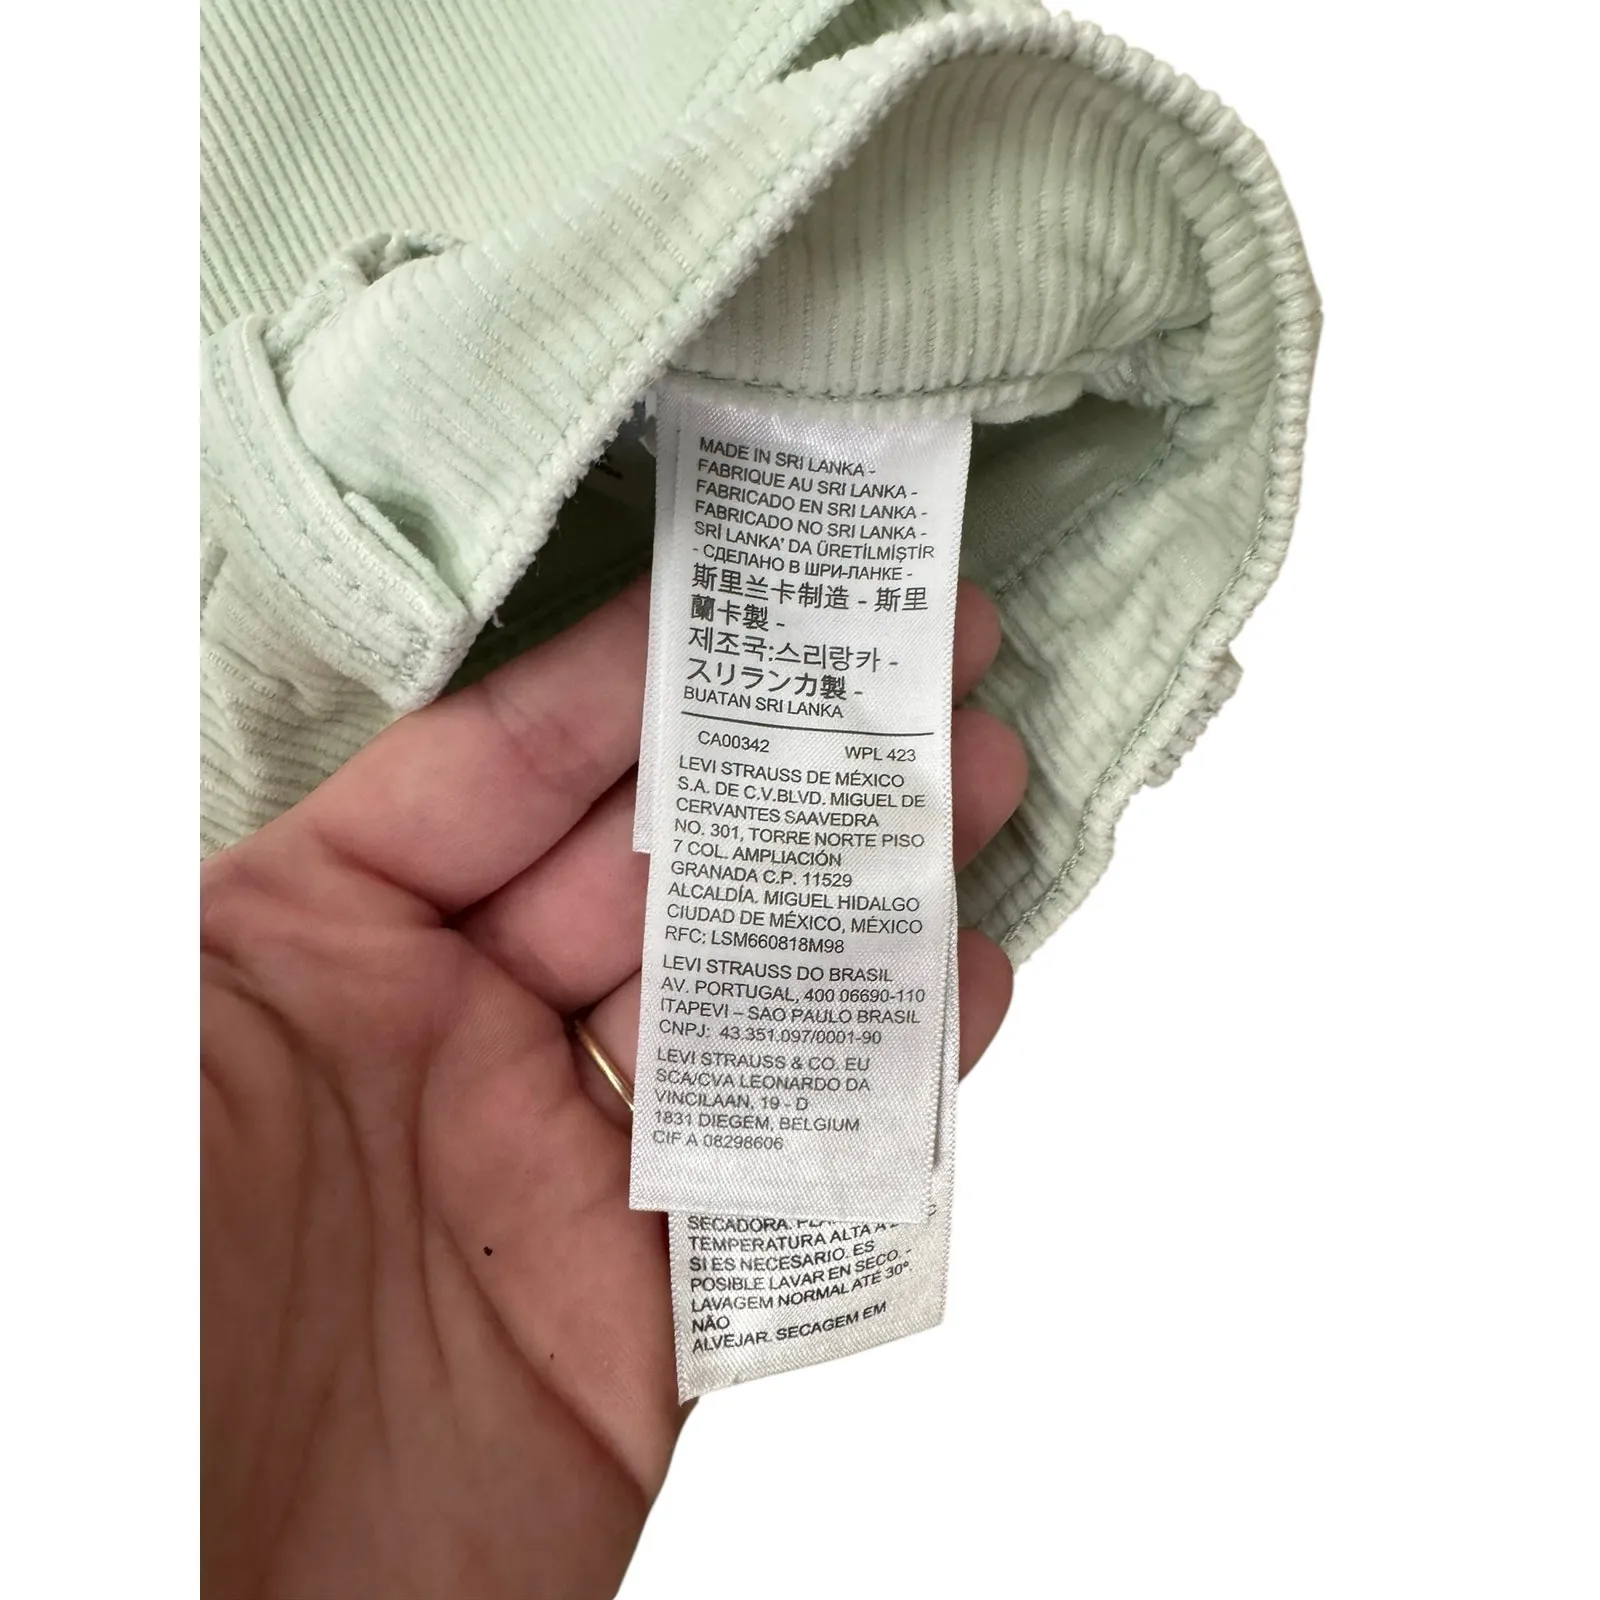 MADE IN SRI LANKA -
FABRIQUE AU SRI LANKA -
FABRICADO EN SRI LANKA -
FABRICADO NO SRI LANKA -
SRİ LANKA' DA ÜRETİLMİŞTİR
- СДЕЛАНО В ШРИ-ЛАНКЕ -
斯里兰卡制造 - 斯里
蘭卡製 -
제조국:스리랑카 -
スリランカ製 -
BUATAN SRI LANKA
CA00342 WPL 423
LEVI STRAUSS DE MÉXICO
S.A. DE C.V.BLVD. MIGUEL DE
CERVANTES SAAVEDRA
NO. 301, TORRE NORTE PISO
7 COL. AMPLIACIÓN
GRANADA C.P. 11529
ALCALDÍA. MIGUEL HIDALGO
CIUDAD DE MÉXICO, MÉXICO
RFC: LSM660818M98
LEVI STRAUSS DO BRASIL
AV. PORTUGAL, 400 06690-110
ITAPEVI – SAO PAULO BRASIL
CNPJ: 43.351.097/0001-90
LEVI STRAUSS & CO. EU
SCA/CVA LEONARDO DA
VINCILAAN, 19 - D
1831 DIEGEM, BELGIUM
CIF A 08298606
SECADORA.
TEMPERATURA ALTA A
SI ES NECESARIO. ES
POSIBLE LAVAR EN SECO. -
LAVAGEM NORMAL ATÉ 30°.
NÃO
ALVEJAR. SECAGEM EM